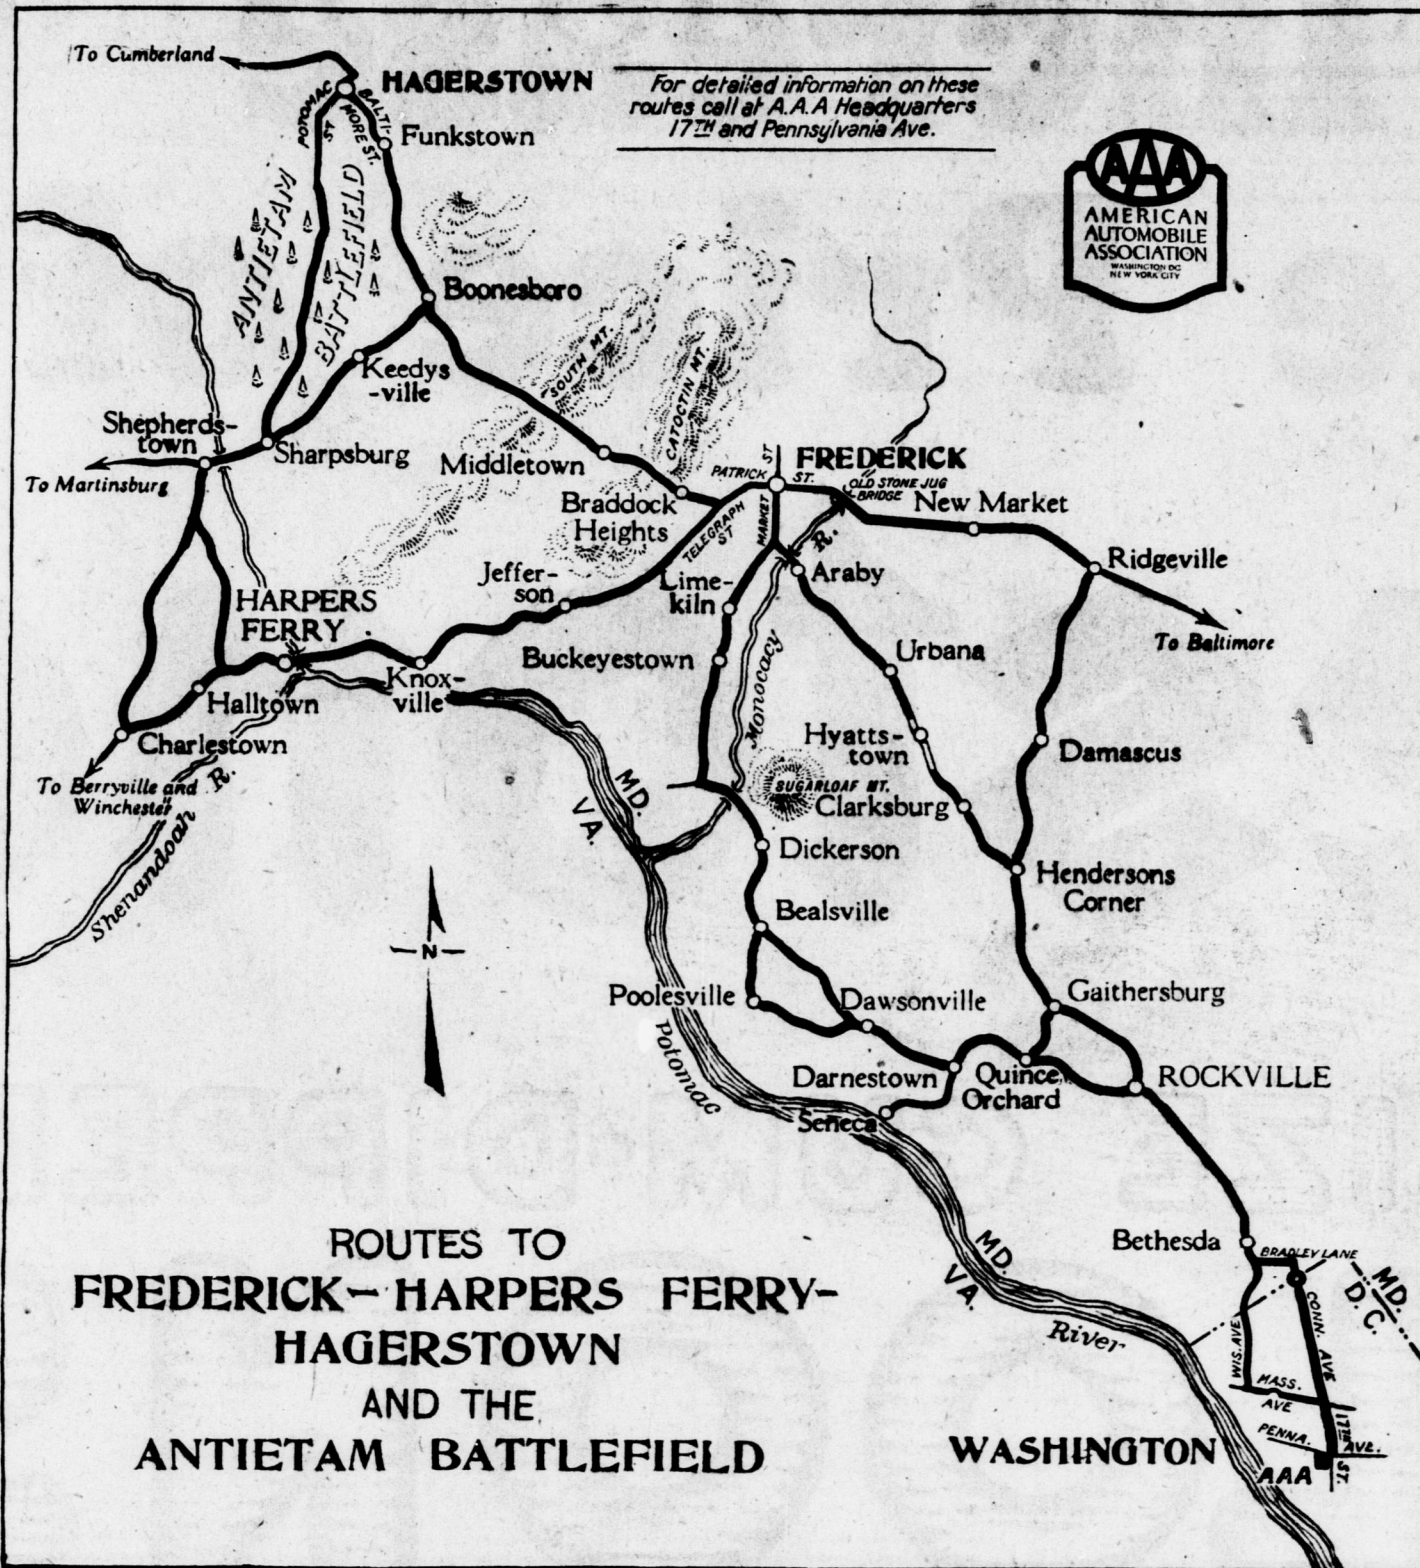 To Cumberland
HAGERSTOWN
For detailed information on these
routes call at A.A.A Headquarters
17TH and Pennsylvania Ave.
POTOMAC
ST
BALTI-
MORE ST.
Funkstown
AAA
AMERICAN
AUTOMOBILE
ASSOCIATION
WASHINGTON DC
NEW YORK CITY
ANTIETAM
BATTLEFIELD
Boonesboro
SOUTH MT.
CATOCTIN MT.
Keedys
-ville
Shepherds-
town
Sharpsburg
To Martinsburg
Middletown
Braddock
Heights
PATRICK
ST.
ST
MARKET
FREDERICK
OLD STONE JUG
BRIDGE
New Market
TELEGRAPH
ST
R.
Ridgeville
To Baltimore
Jeffer-
son
Lime-
kiln
Araby
HARPERS
FERRY
Knox-
ville
Buckeyestown
Monocacy
Urbana
Halltown
Charlestown
To Berryville and
Winchester
Shenandoah R.
Hyatts-
town
Damascus
SUGARLOAF MT.
Clarksburg
MD.
VA.
Dickerson
Hendersons
Corner
Bealsville
N
Poolesville
Dawsonville
Gaithersburg
Potomac
Darnestown
Quince
Orchard
ROCKVILLE
Seneca
Bethesda
BRADLEY LANE
MD.
D.C.
MD.
VA.
River
WIS. AVE
CONN. AVE
MASS.
AVE
PENNA.
AVE.
17TH
ST.
AAA
WASHINGTON
ROUTES TO
FREDERICK-HARPERS FERRY-
HAGERSTOWN
AND THE
ANTIETAM BATTLEFIELD